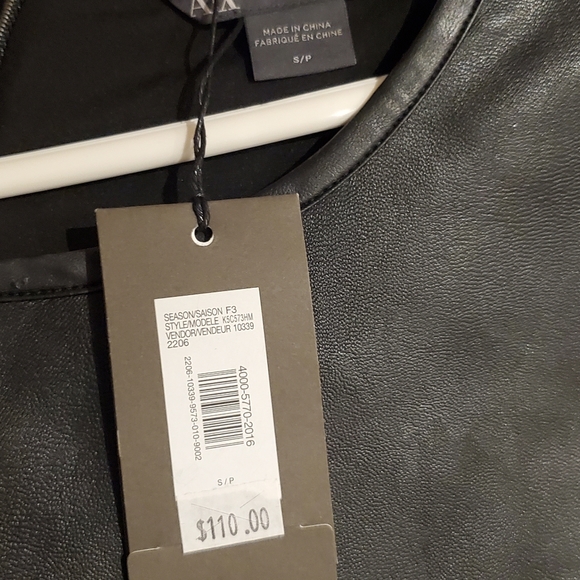 A|X
MADE IN CHINA
FABRIQUÉ EN CHINE
S/P
SEASON/SAISON F3
STYLE/MODELE K5C573HM
VENDOR/VENDEUR 10339
2206
4000-5770-2016
2206-10339-9573-010-9002
S/P
$110.00